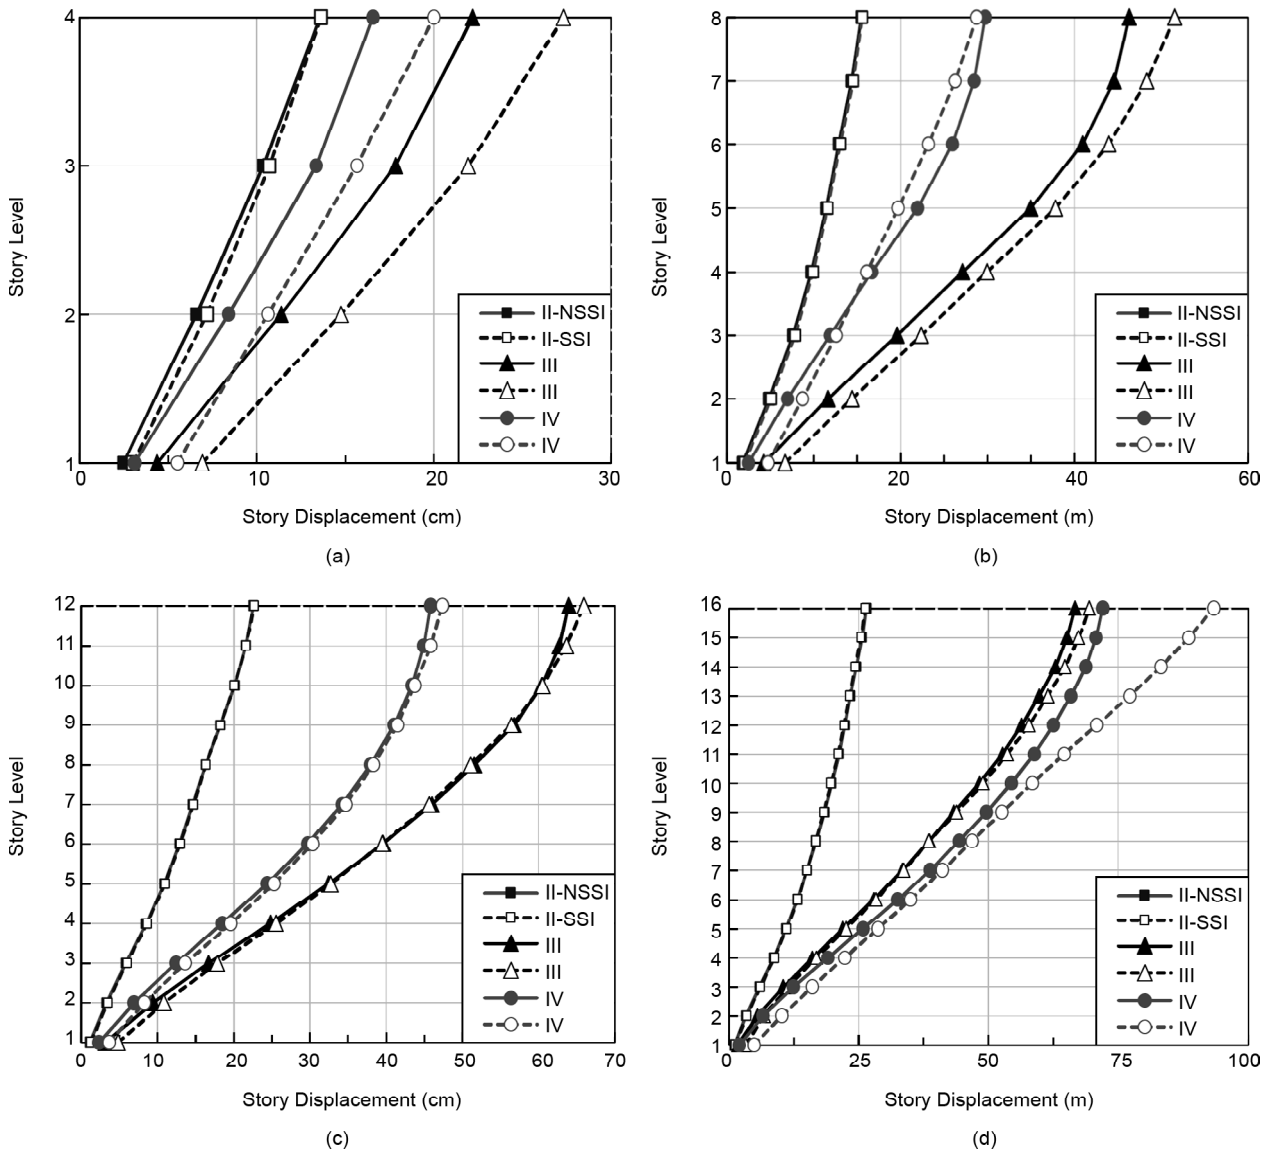 4
3
2
1
0
10
20
30
Story Level
Story Displacement (cm)
II-NSSI
II-SSI
III
III
IV
IV
(a)
8
7
6
5
4
3
2
1
0
20
40
60
Story Level
Story Displacement (m)
II-NSSI
II-SSI
III
III
IV
IV
(b)
12
11
10
9
8
7
6
5
4
3
2
1
0
10
20
30
40
50
60
70
Story Level
Story Displacement (cm)
II-NSSI
II-SSI
III
III
IV
IV
(c)
16
15
14
13
12
11
10
9
8
7
6
5
4
3
2
1
0
25
50
75
100
Story Level
Story Displacement (m)
II-NSSI
II-SSI
III
III
IV
IV
(d)